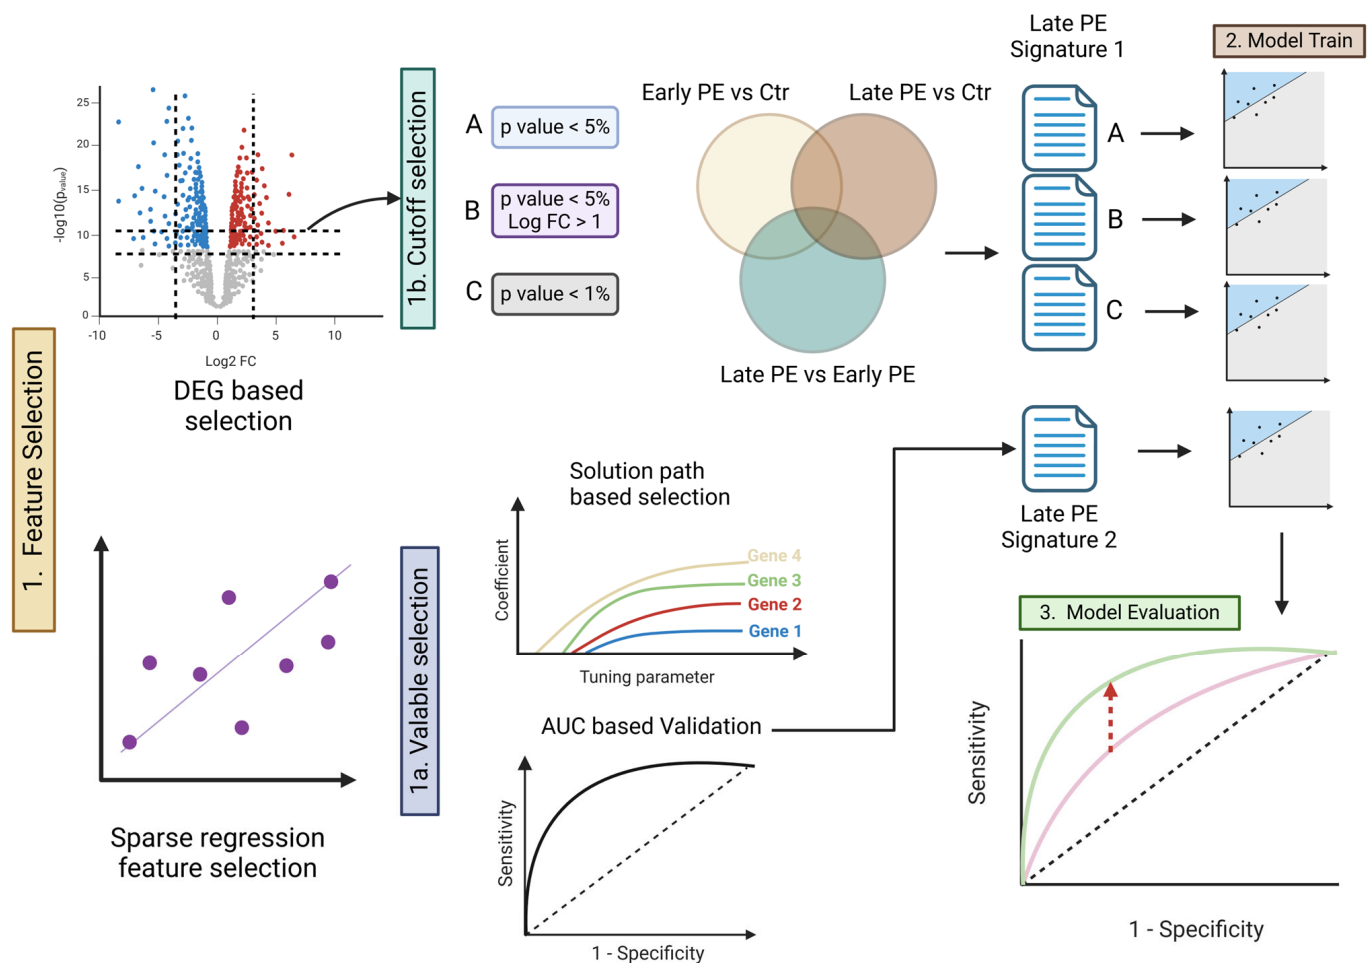 Late PE
Signature 1
2. Model Train
Early PE vs Ctr
Late PE vs Ctr
25
20
15
10
5
0
-10
-5
0
5
10
-log10(pvalue)
Log2 FC
DEG based
selection
1b. Cutoff selection
A
p value < 5%
B
p value < 5%
Log FC > 1
C
p value < 1%
Late PE vs Early PE
A
B
C
1. Feature Selection
Late PE
Signature 2
Solution path
based selection
Coefficient
Gene 4
Gene 3
Gene 2
Gene 1
Tuning parameter
1a. Valable selection
Sparse regression
feature selection
AUC based Validation
Sensitivity
1 - Specificity
3. Model Evaluation
Sensitivity
1 - Specificity